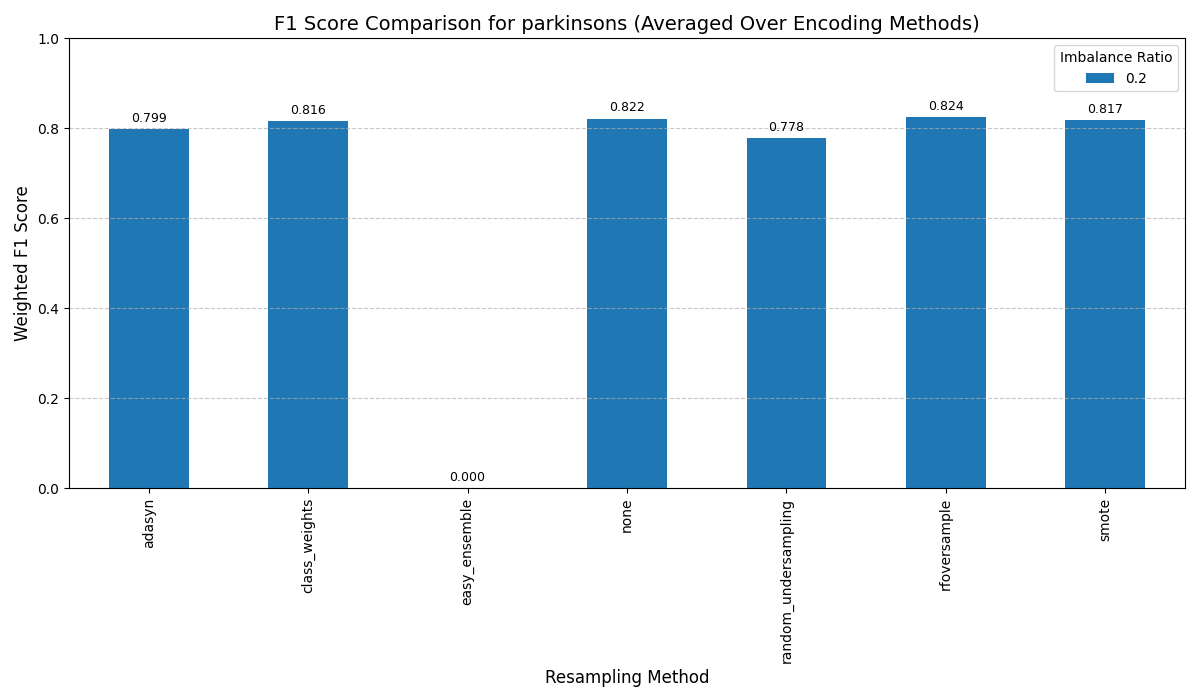 F1 Score Comparison for parkinsons (Averaged Over Encoding Methods)
Weighted F1 Score
1.0
0.8
0.6
0.4
0.2
0.0
Imbalance Ratio
0.2
0.799
0.816
0.000
0.822
0.778
0.824
0.817
adasyn
class_weights
easy_ensemble
none
random_undersampling
rfoversample
smote
Resampling Method